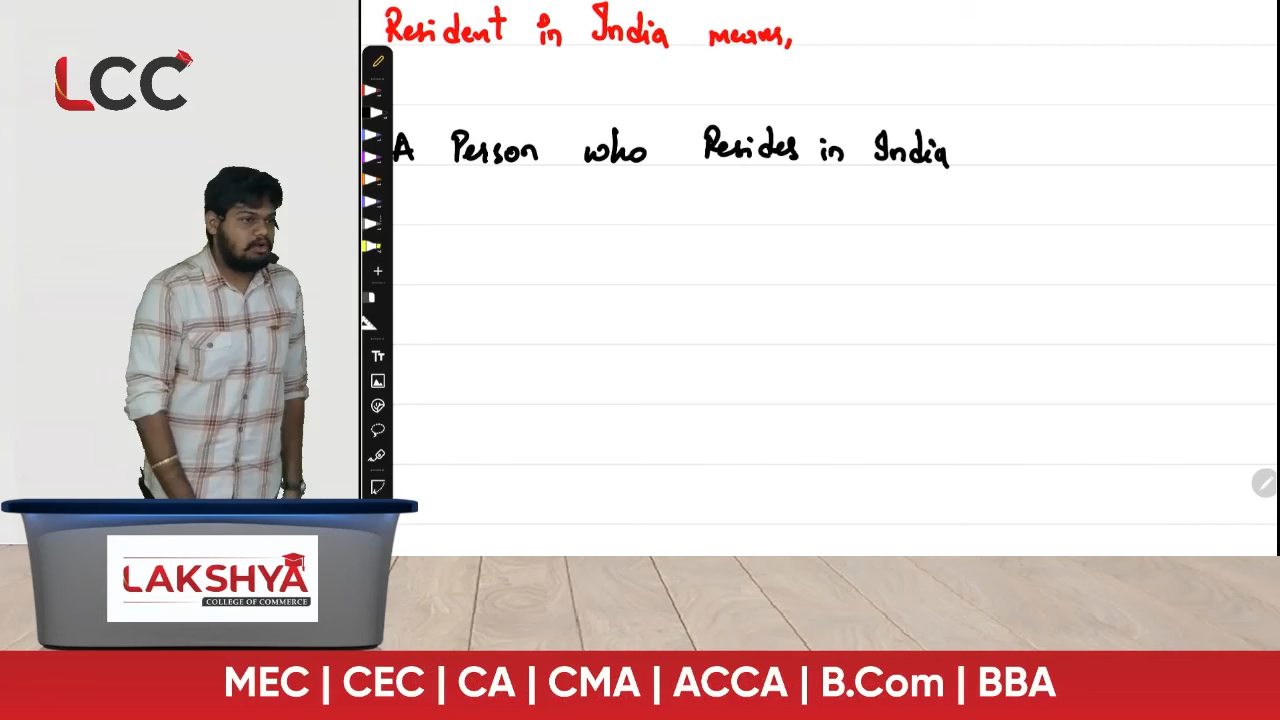 LCC
Resident in India means,
A Person who Resides in India
Tт
LAKSHYA
COLLEGE OF COMMERCE
MEC | CEC | CA | CMA | ACCA | B.Com | BBA